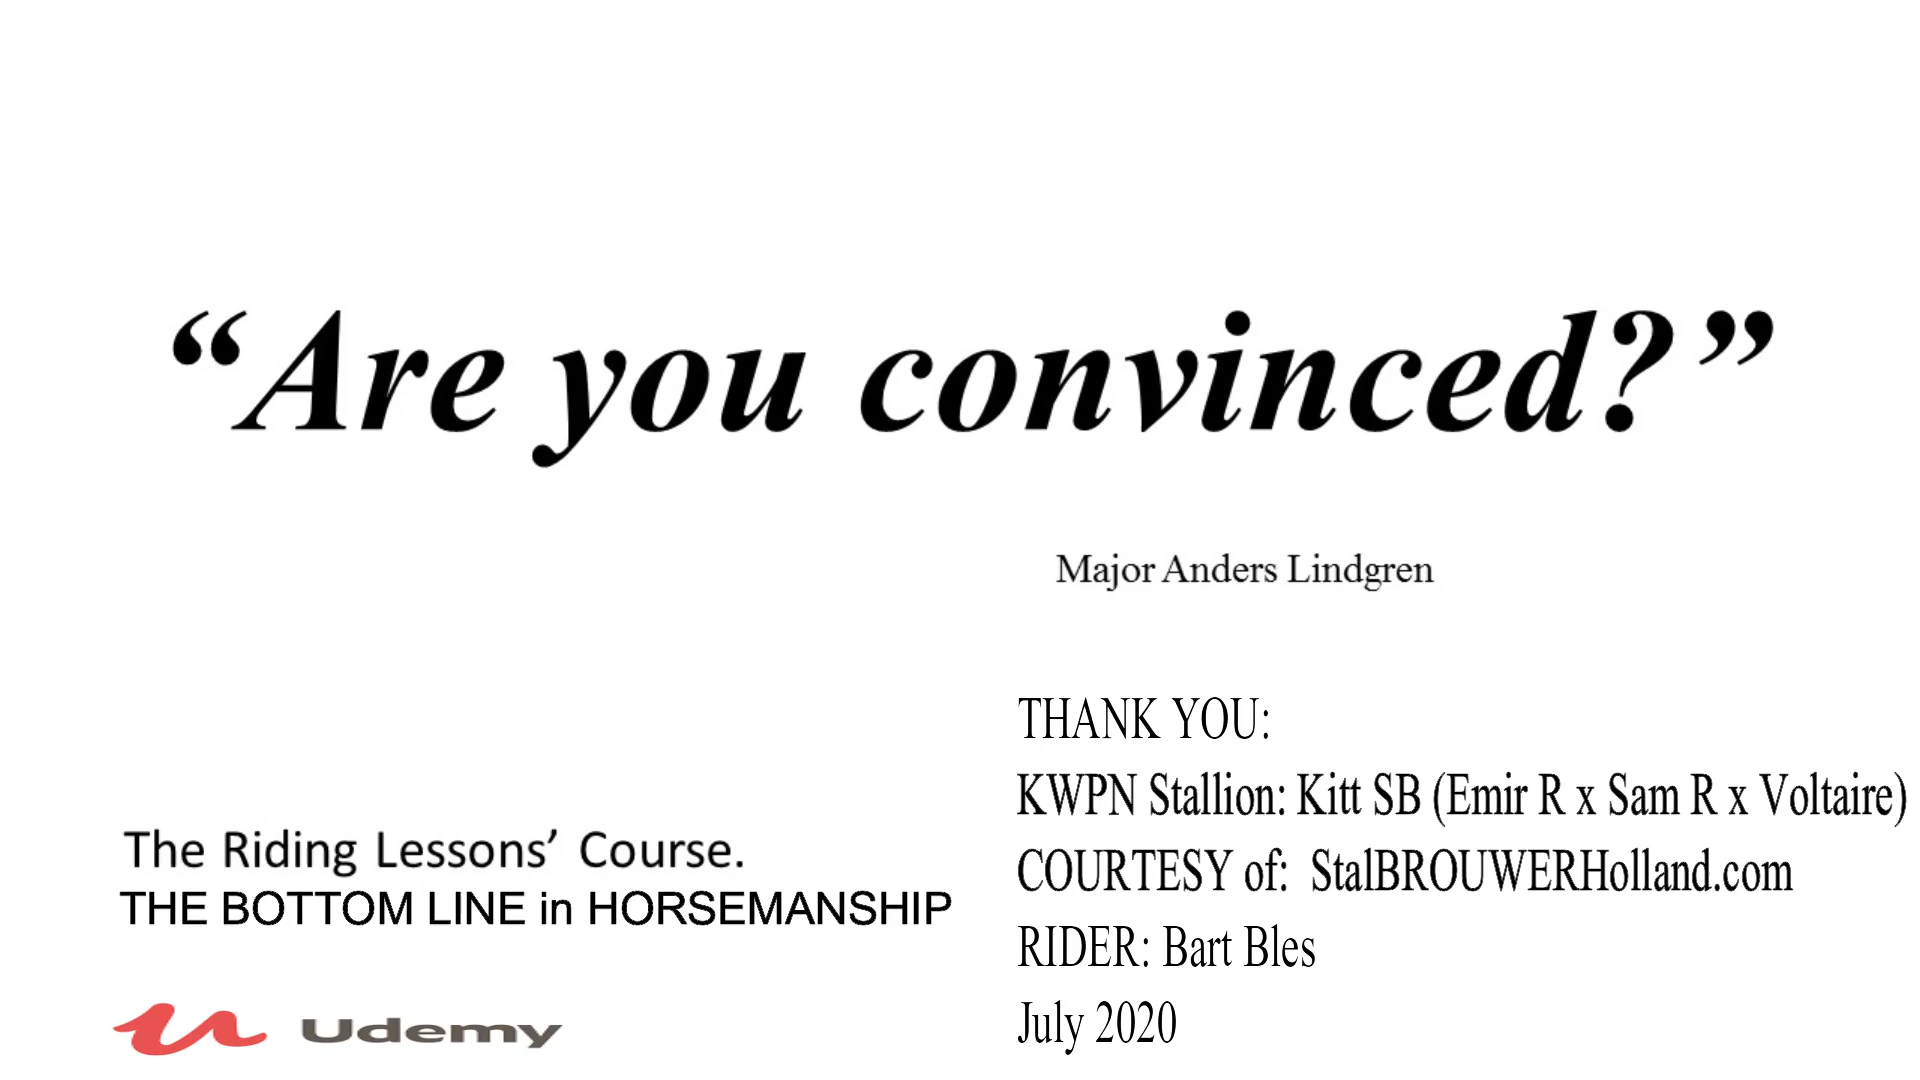 “Are you convinced?”
Major Anders Lindgren
The Riding Lessons’ Course.
THE BOTTOM LINE in HORSEMANSHIP
Udemy
THANK YOU:
KWPN Stallion: Kitt SB (Emir R x Sam R x Voltaire)
COURTESY of: StalBROUWERHolland.com
RIDER: Bart Bles
July 2020